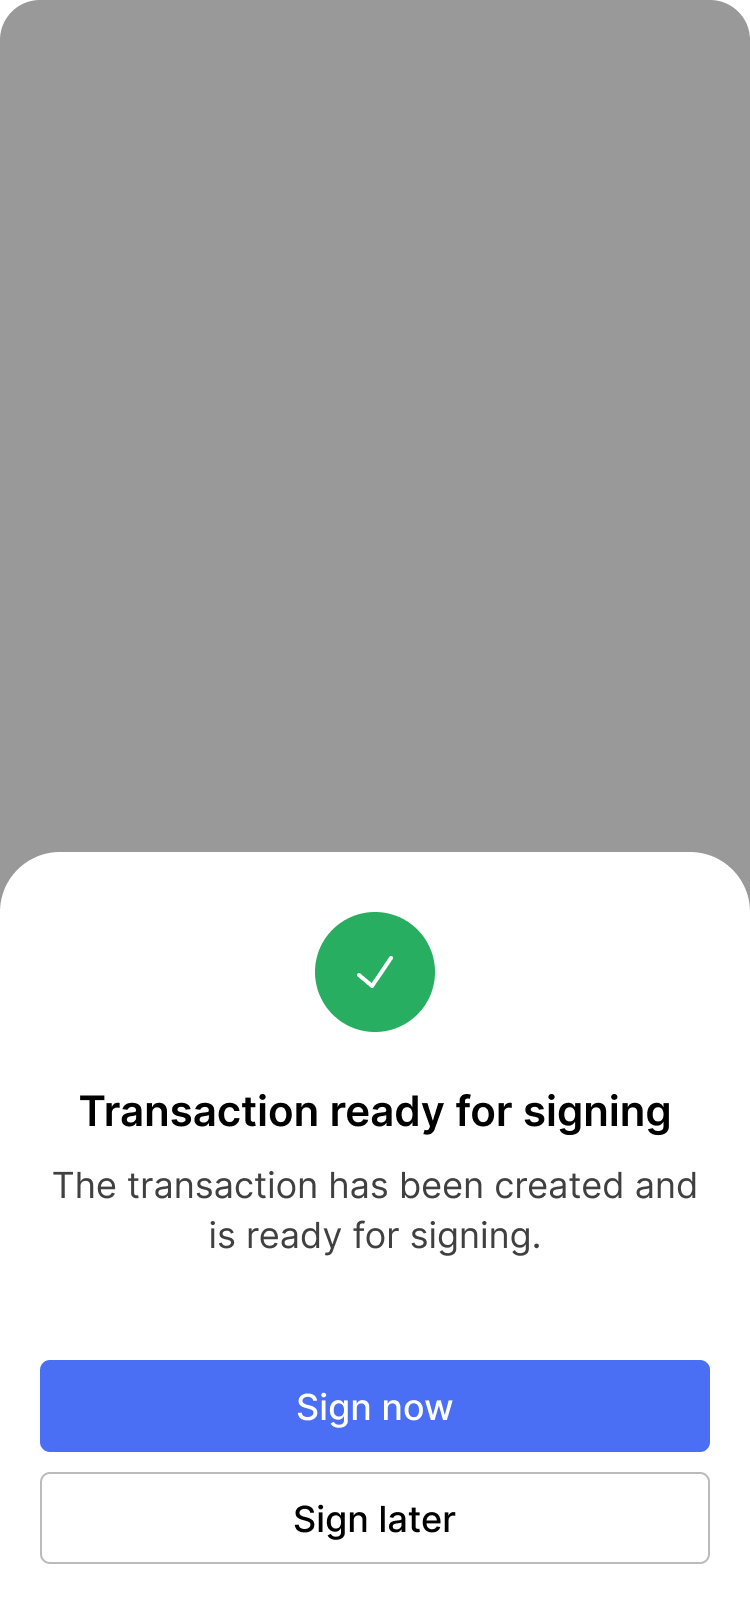 Transaction ready for signing
The transaction has been created and
is ready for signing.
Sign now
Sign later